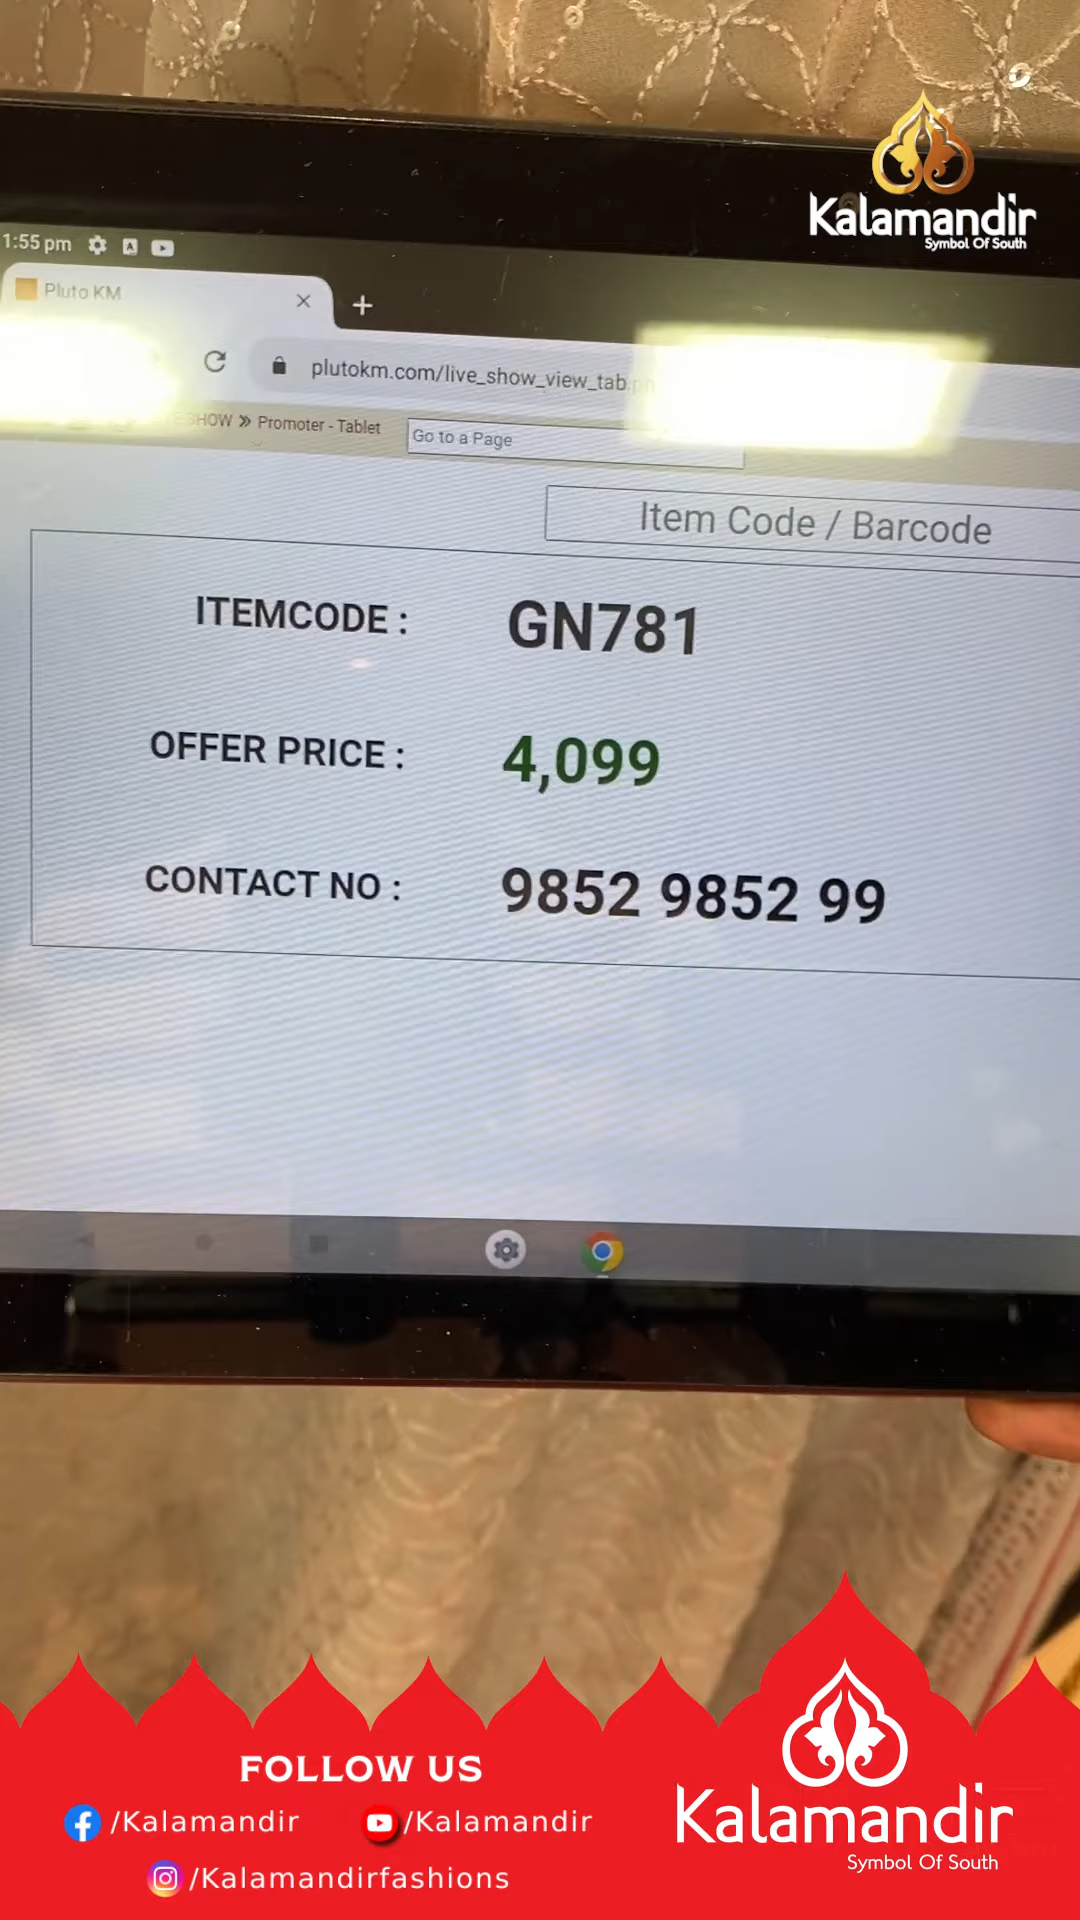 Kalamandir
Symbol Of South
1:55 pm
Pluto KM
plutokm.com/live_show_view_tab.
SHOW » Promoter - Tablet
Go to a Page
Item Code / Barcode
ITEMCODE : GN781
OFFER PRICE : 4,099
CONTACT NO : 9852 9852 99
FOLLOW US
/Kalamandir /Kalamandir
/Kalamandirfashions
Kalamandir
Symbol Of South